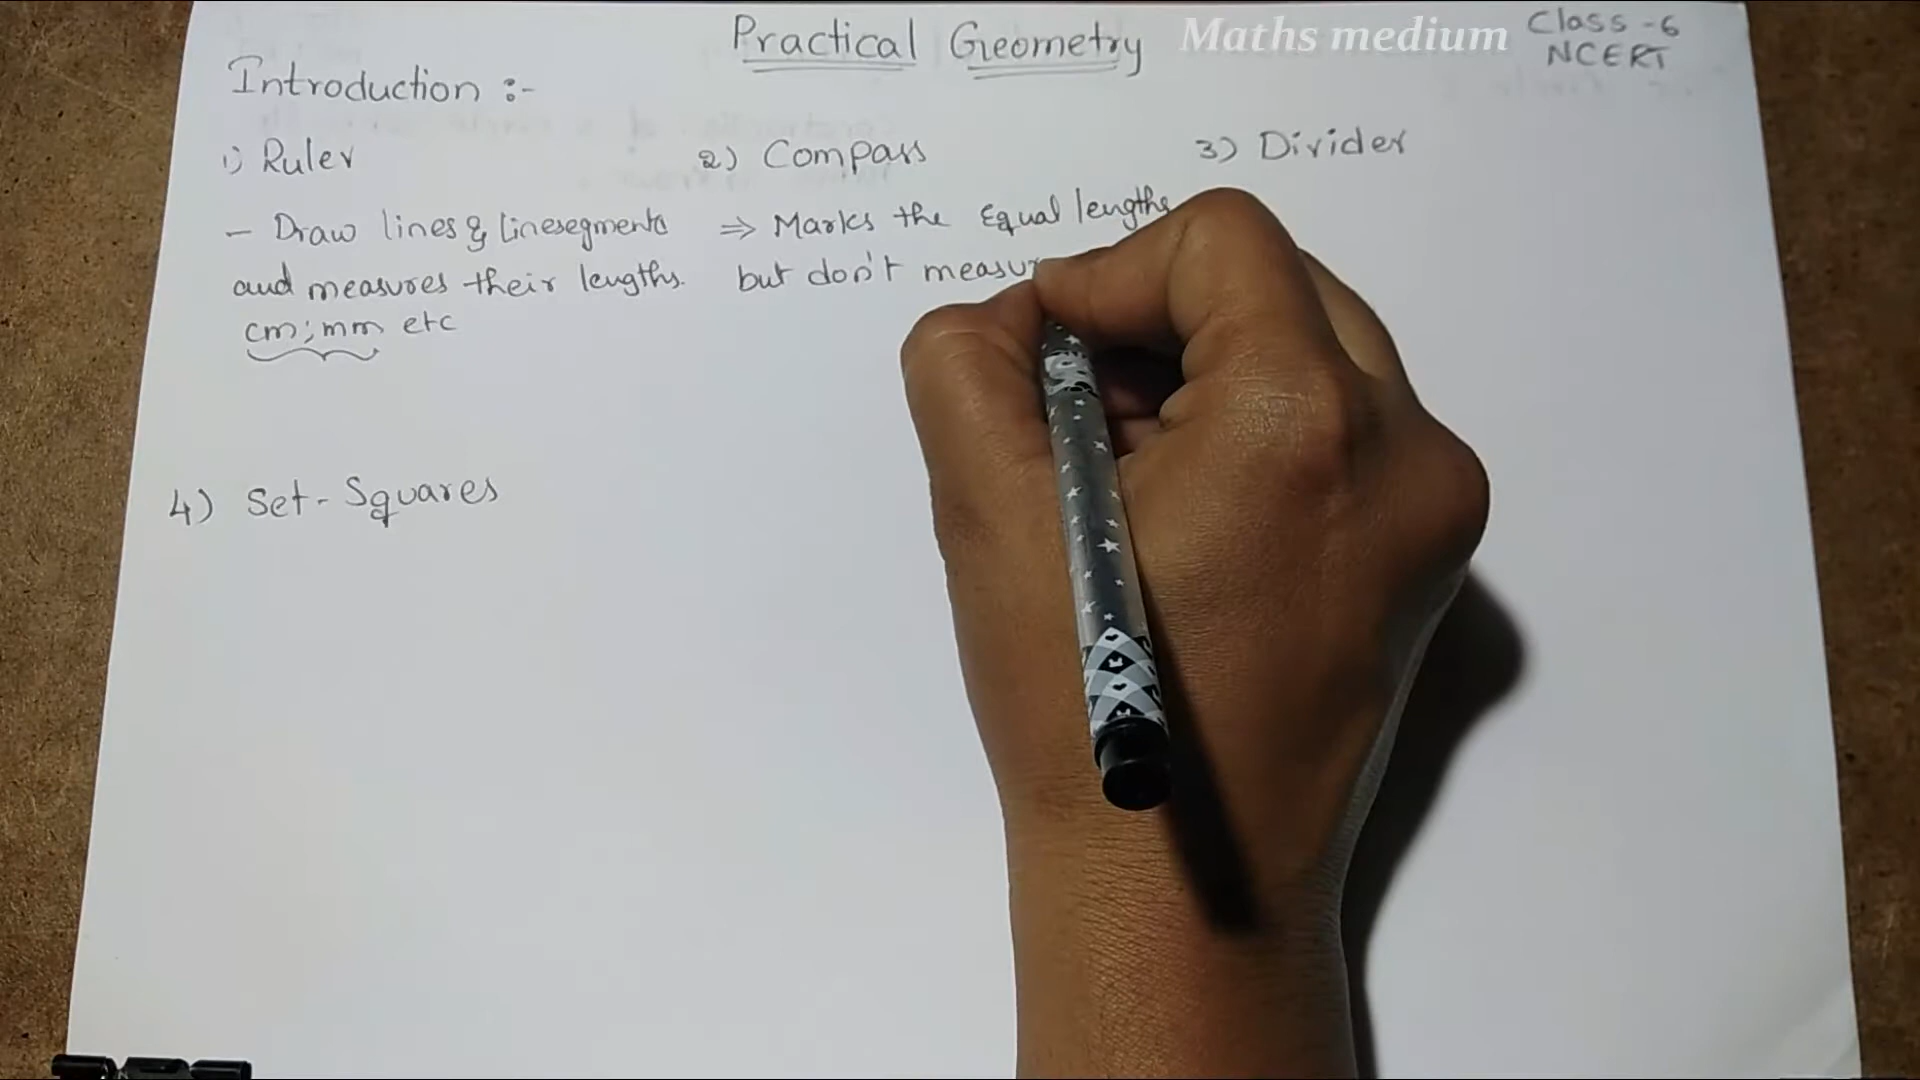 Practical Geometry
Maths medium
Class -6
NCERT
Introduction :-
1) Ruler
2) Compass
3) Divider
- Draw lines & linesegments
and measures their lengths.
cm; mm etc
⇒ Marks the Equal lengths
but don't measur
4) Set-Squares